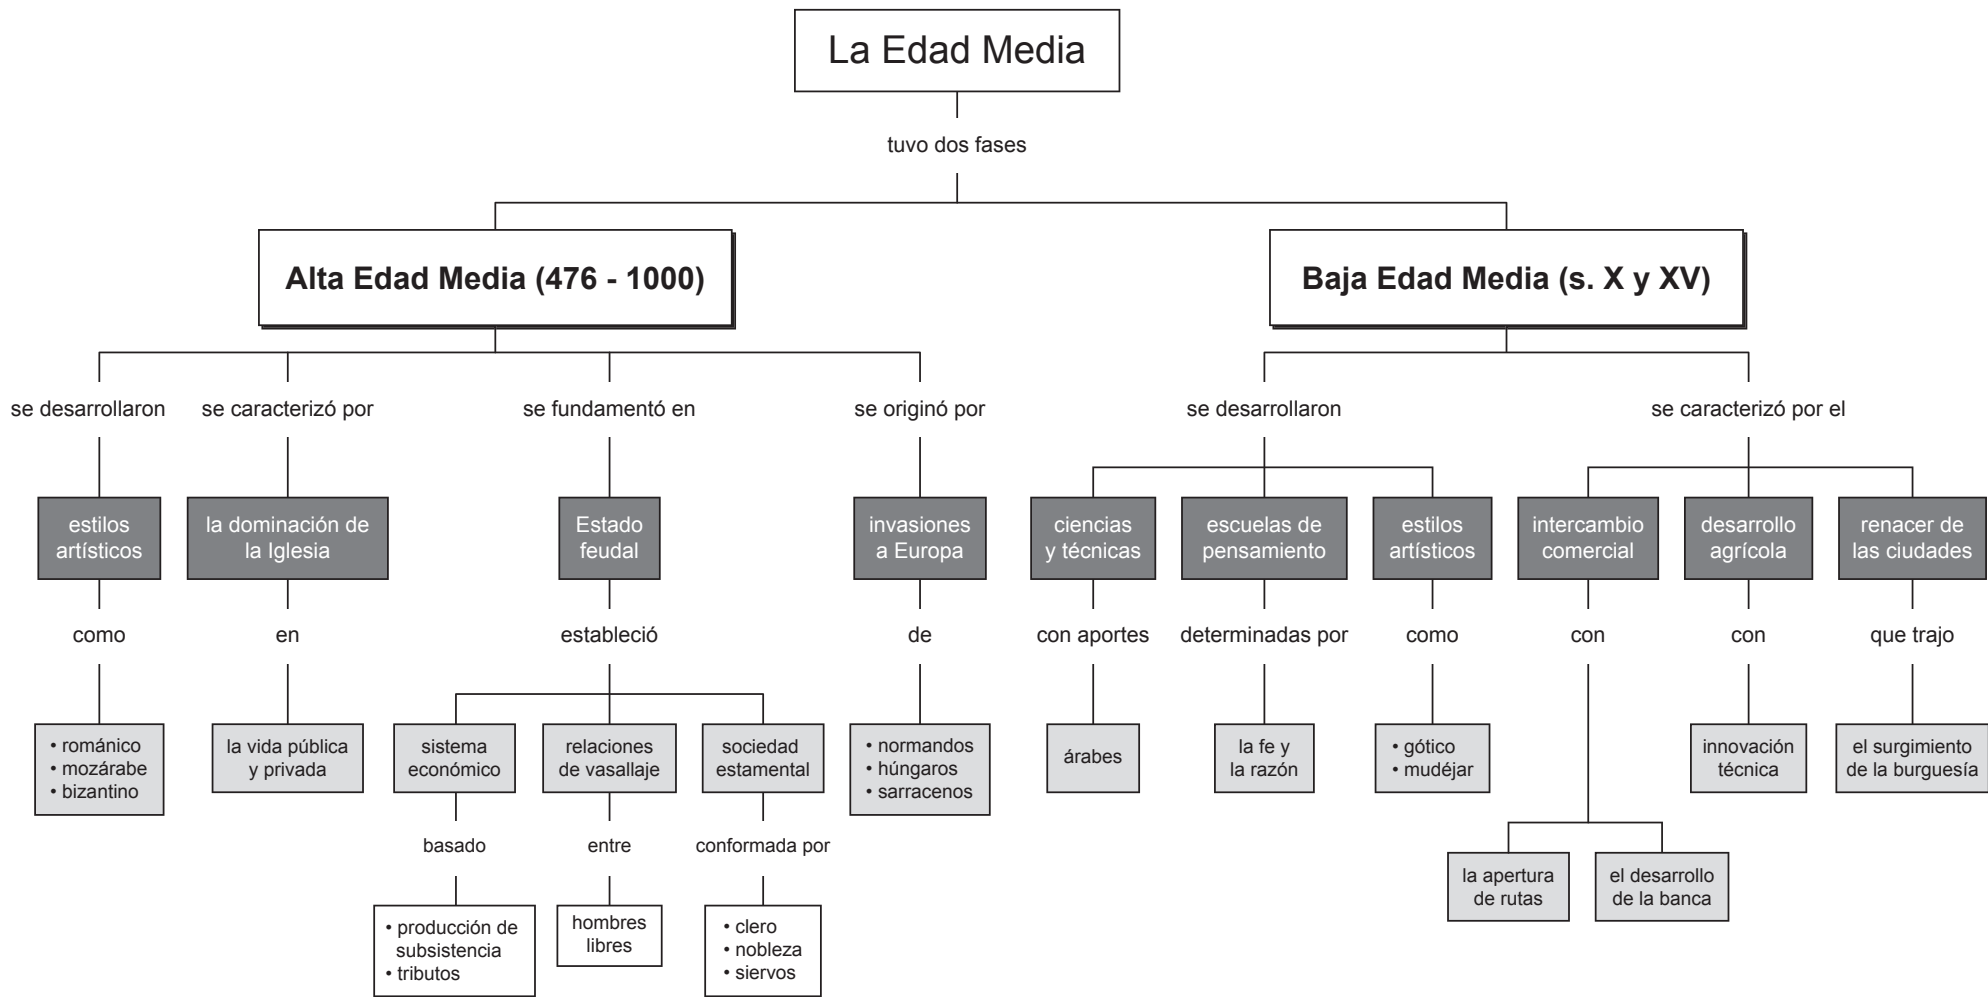 La Edad Media
tuvo dos fases
Alta Edad Media (476 - 1000)
Baja Edad Media (s. X y XV)
se desarrollaron
se caracterizó por
se fundamentó en
se originó por
se desarrollaron
se caracterizó por el
estilos
artísticos
la dominación de
la Iglesia
Estado
feudal
invasiones
a Europa
ciencias
y técnicas
escuelas de
pensamiento
estilos
artísticos
intercambio
comercial
desarrollo
agrícola
renacer de
las ciudades
como
en
estableció
de
con aportes
determinadas por
como
con
con
que trajo
• románico
• mozárabe
• bizantino
la vida pública
y privada
sistema
económico
relaciones
de vasallaje
sociedad
estamental
• normandos
• húngaros
• sarracenos
árabes
la fe y
la razón
• gótico
• mudéjar
innovación
técnica
el surgimiento
de la burguesía
basado
entre
conformada por
la apertura
de rutas
el desarrollo
de la banca
• producción de
subsistencia
• tributos
hombres
libres
• clero
• nobleza
• siervos